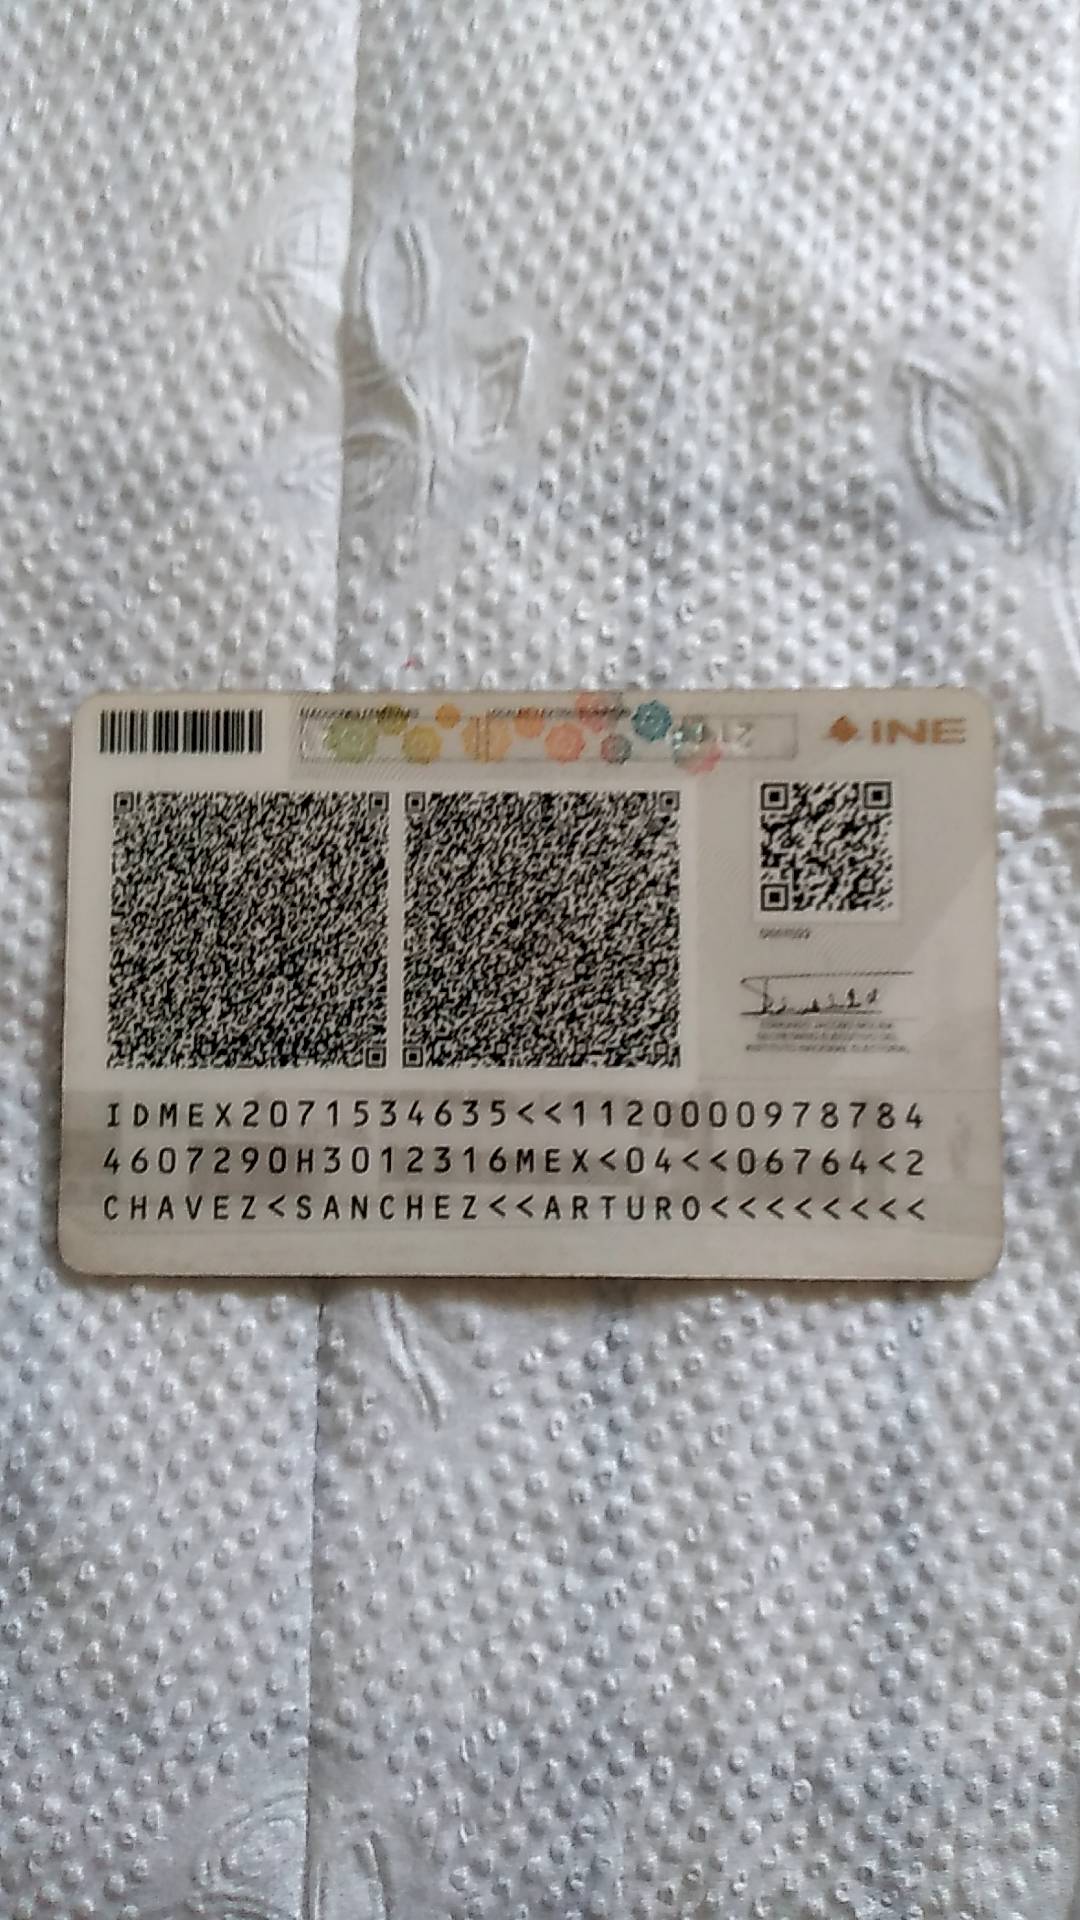 INE
IDMEX2071534635<<1120000978784
4607290H3012316MEX<04<<06764<2
CHAVEZ<SANCHEZ<<ARTURO<<<<<<<<